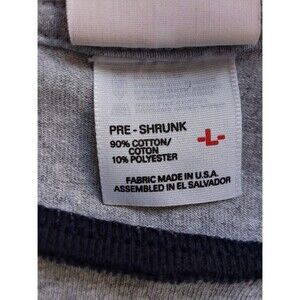 PRE - SHRUNK
90% COTTON/
COTON
10% POLYESTER
-L-
FABRIC MADE IN U.S.A.
ASSEMBLED IN EL SALVADOR